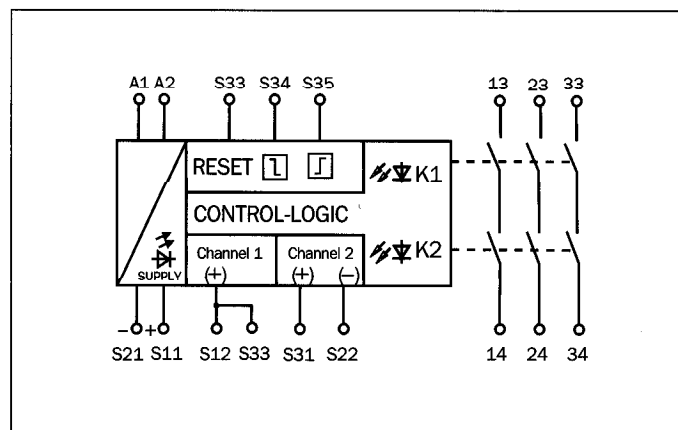 A1 A2 S33 S34 S35 13 23 33
RESET
K1
CONTROL-LOGIC
Channel 1 Channel 2
K2
(+) (+) (–)
SUPPLY
– +
S21 S11 S12 S33 S31 S22 14 24 34